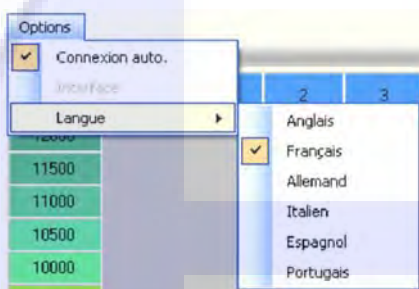 Options
Connexion auto.
Interface
Langue
2 3
Anglais
Français
Allemand
Italien
Espagnol
Portugais
12000
11500
11000
10500
10000